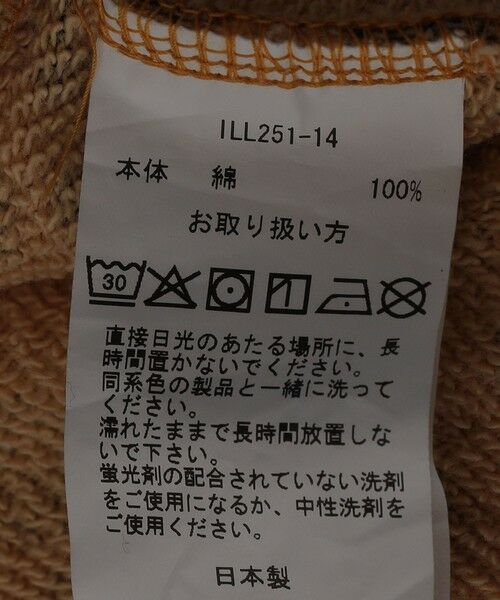 ILL251-14
本体 綿 100%
お取り扱い方
30
直接日光のあたる場所に、長
時間置かないでください。
同系色の製品と一緒に洗って
ください。
濡れたままで長時間放置しな
いで下さい。
蛍光剤の配合されていない洗剤
をご使用になるか、中性洗剤を
ご使用ください。
日本製